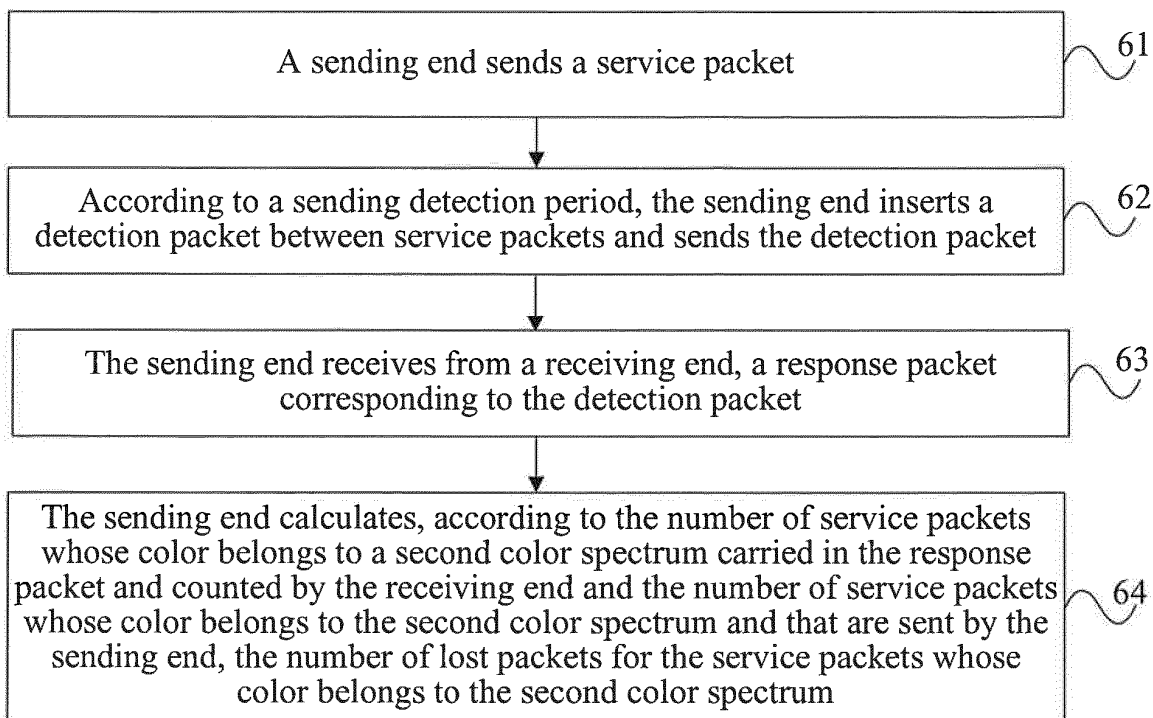 A sending end sends a service packet
61
According to a sending detection period, the sending end inserts a
detection packet between service packets and sends the detection packet
62
The sending end receives from a receiving end, a response packet
corresponding to the detection packet
63
The sending end calculates, according to the number of service packets
whose color belongs to a second color spectrum carried in the response
packet and counted by the receiving end and the number of service packets
whose color belongs to the second color spectrum and that are sent by the
sending end, the number of lost packets for the service packets whose
color belongs to the second color spectrum
64